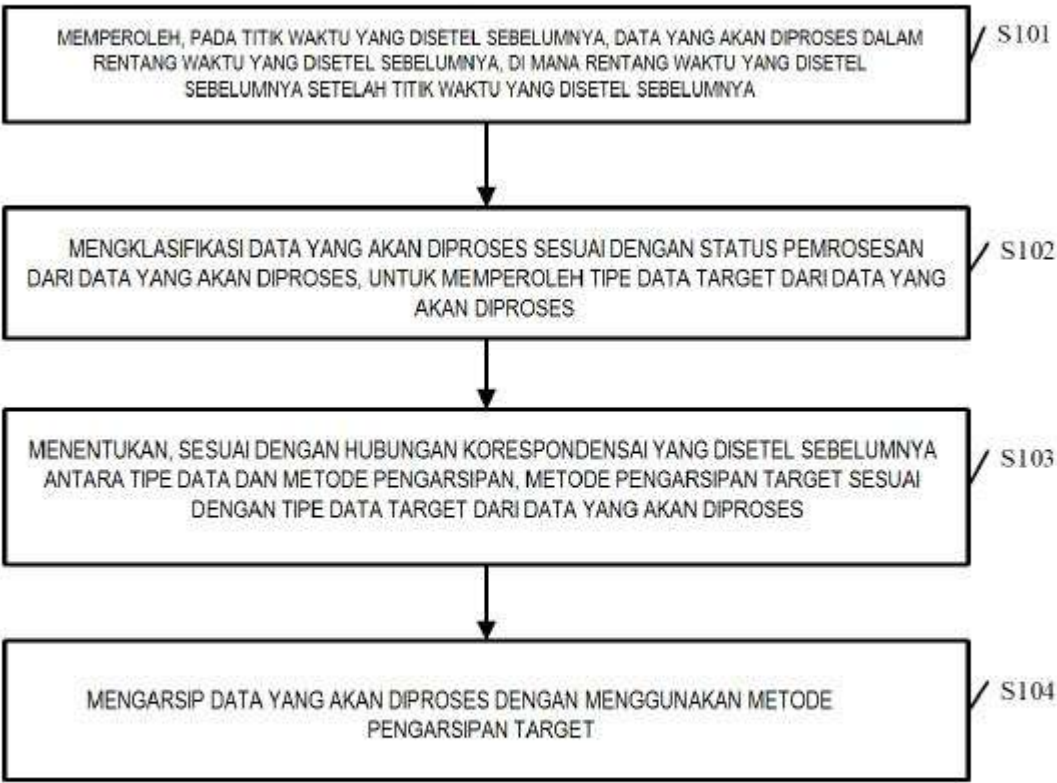 MEMPEROLEH, PADA TITIK WAKTU YANG DISETEL SEBELUMNYA, DATA YANG AKAN DIPROSES DALAM
RENTANG WAKTU YANG DISETEL SEBELUMNYA, DI MANA RENTANG WAKTU YANG DISETEL
SEBELUMNYA SETELAH TITIK WAKTU YANG DISETEL SEBELUMNYA
S101
MENGKLASIFIKASI DATA YANG AKAN DIPROSES SESUAI DENGAN STATUS PEMROSESAN
DARI DATA YANG AKAN DIPROSES, UNTUK MEMPEROLEH TIPE DATA TARGET DARI DATA YANG
AKAN DIPROSES
S102
MENENTUKAN, SESUAI DENGAN HUBUNGAN KORESPONDENSAI YANG DISETEL SEBELUMNYA
ANTARA TIPE DATA DAN METODE PENGARSIPAN, METODE PENGARSIPAN TARGET SESUAI
DENGAN TIPE DATA TARGET DARI DATA YANG AKAN DIPROSES
S103
MENGARSIP DATA YANG AKAN DIPROSES DENGAN MENGGUNAKAN METODE
PENGARSIPAN TARGET
S104